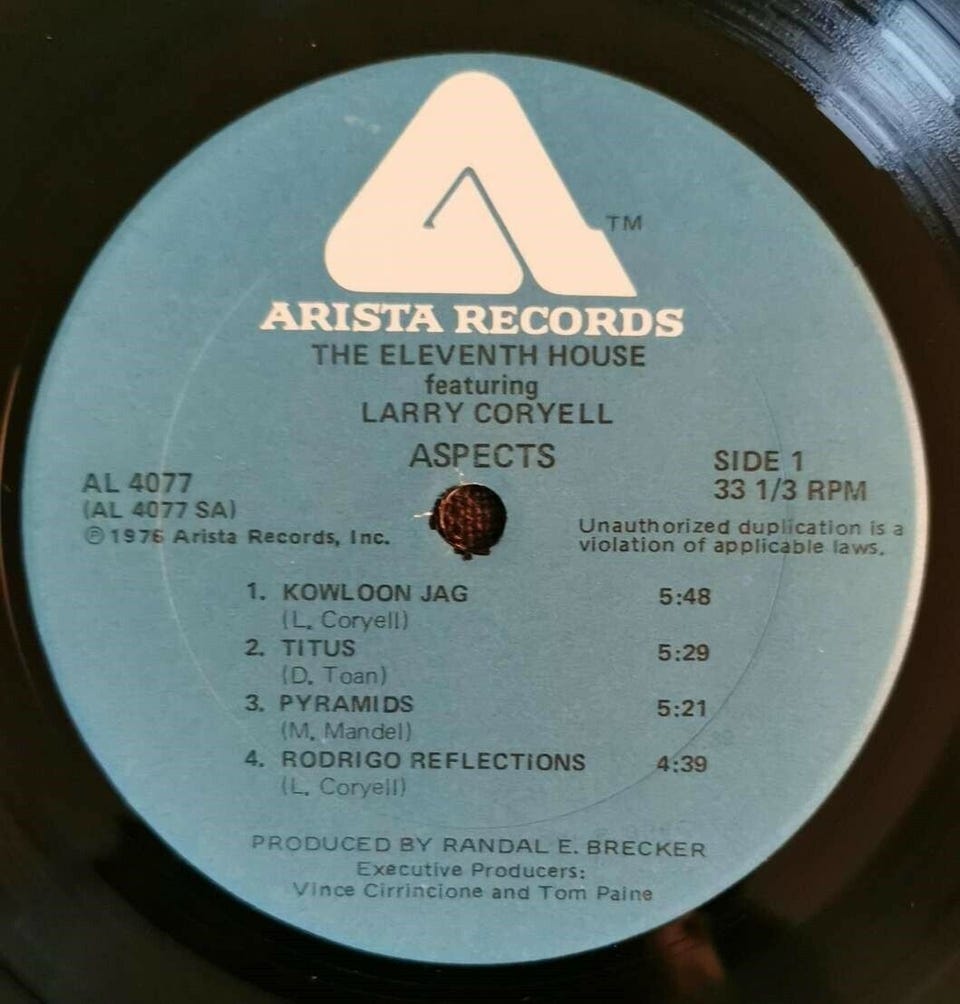 TM
ARISTA RECORDS
THE ELEVENTH HOUSE
featuring
LARRY CORYELL
ASPECTS
AL 4077
(AL 4077 SA)
℗ 1976 Arista Records, Inc.
SIDE 1
33 1/3 RPM
Unauthorized duplication is a
violation of applicable laws.
1. KOWLOON JAG 5:48
(L. Coryell)
2. TITUS 5:29
(D. Toan)
3. PYRAMIDS 5:21
(M. Mandel)
4. RODRIGO REFLECTIONS 4:39
(L. Coryell)
PRODUCED BY RANDAL E. BRECKER
Executive Producers:
Vince Cirrincione and Tom Paine